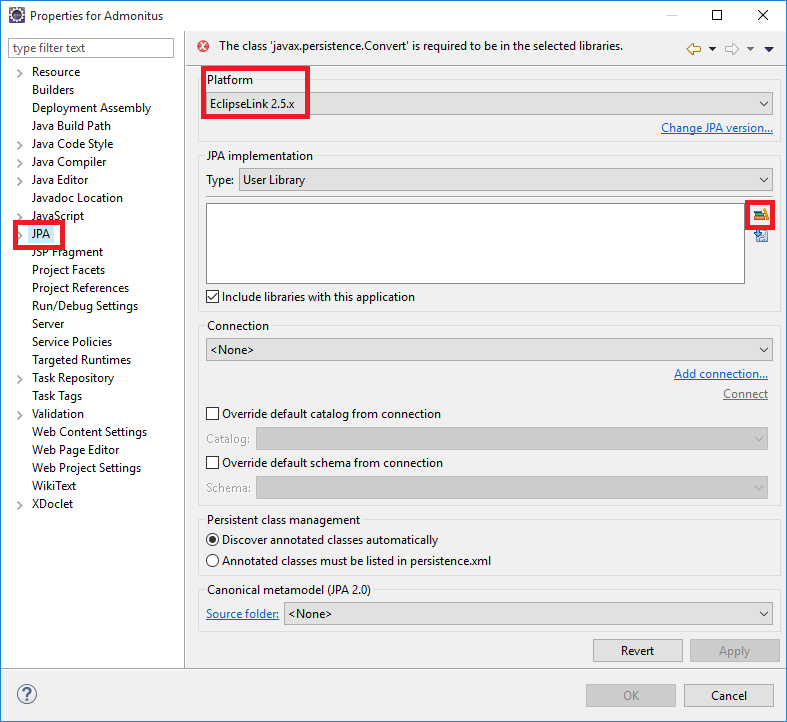 Properties for Admonitus
type filter text
Resource
Builders
Deployment Assembly
Java Build Path
Java Code Style
Java Compiler
Java Editor
Javadoc Location
JavaScript
JPA
JSP Fragment
Project Facets
Project References
Run/Debug Settings
Server
Service Policies
Targeted Runtimes
Task Repository
Task Tags
Validation
Web Content Settings
Web Page Editor
Web Project Settings
WikiText
XDoclet
The class 'javax.persistence.Convert' is required to be in the selected libraries.
Platform
EclipseLink 2.5.x
Change JPA version...
JPA implementation
Type: User Library
Include libraries with this application
Connection
<None>
Add connection...
Connect
Override default catalog from connection
Catalog:
Override default schema from connection
Schema:
Persistent class management
Discover annotated classes automatically
Annotated classes must be listed in persistence.xml
Canonical metamodel (JPA 2.0)
Source folder: <None>
Revert Apply
? OK Cancel